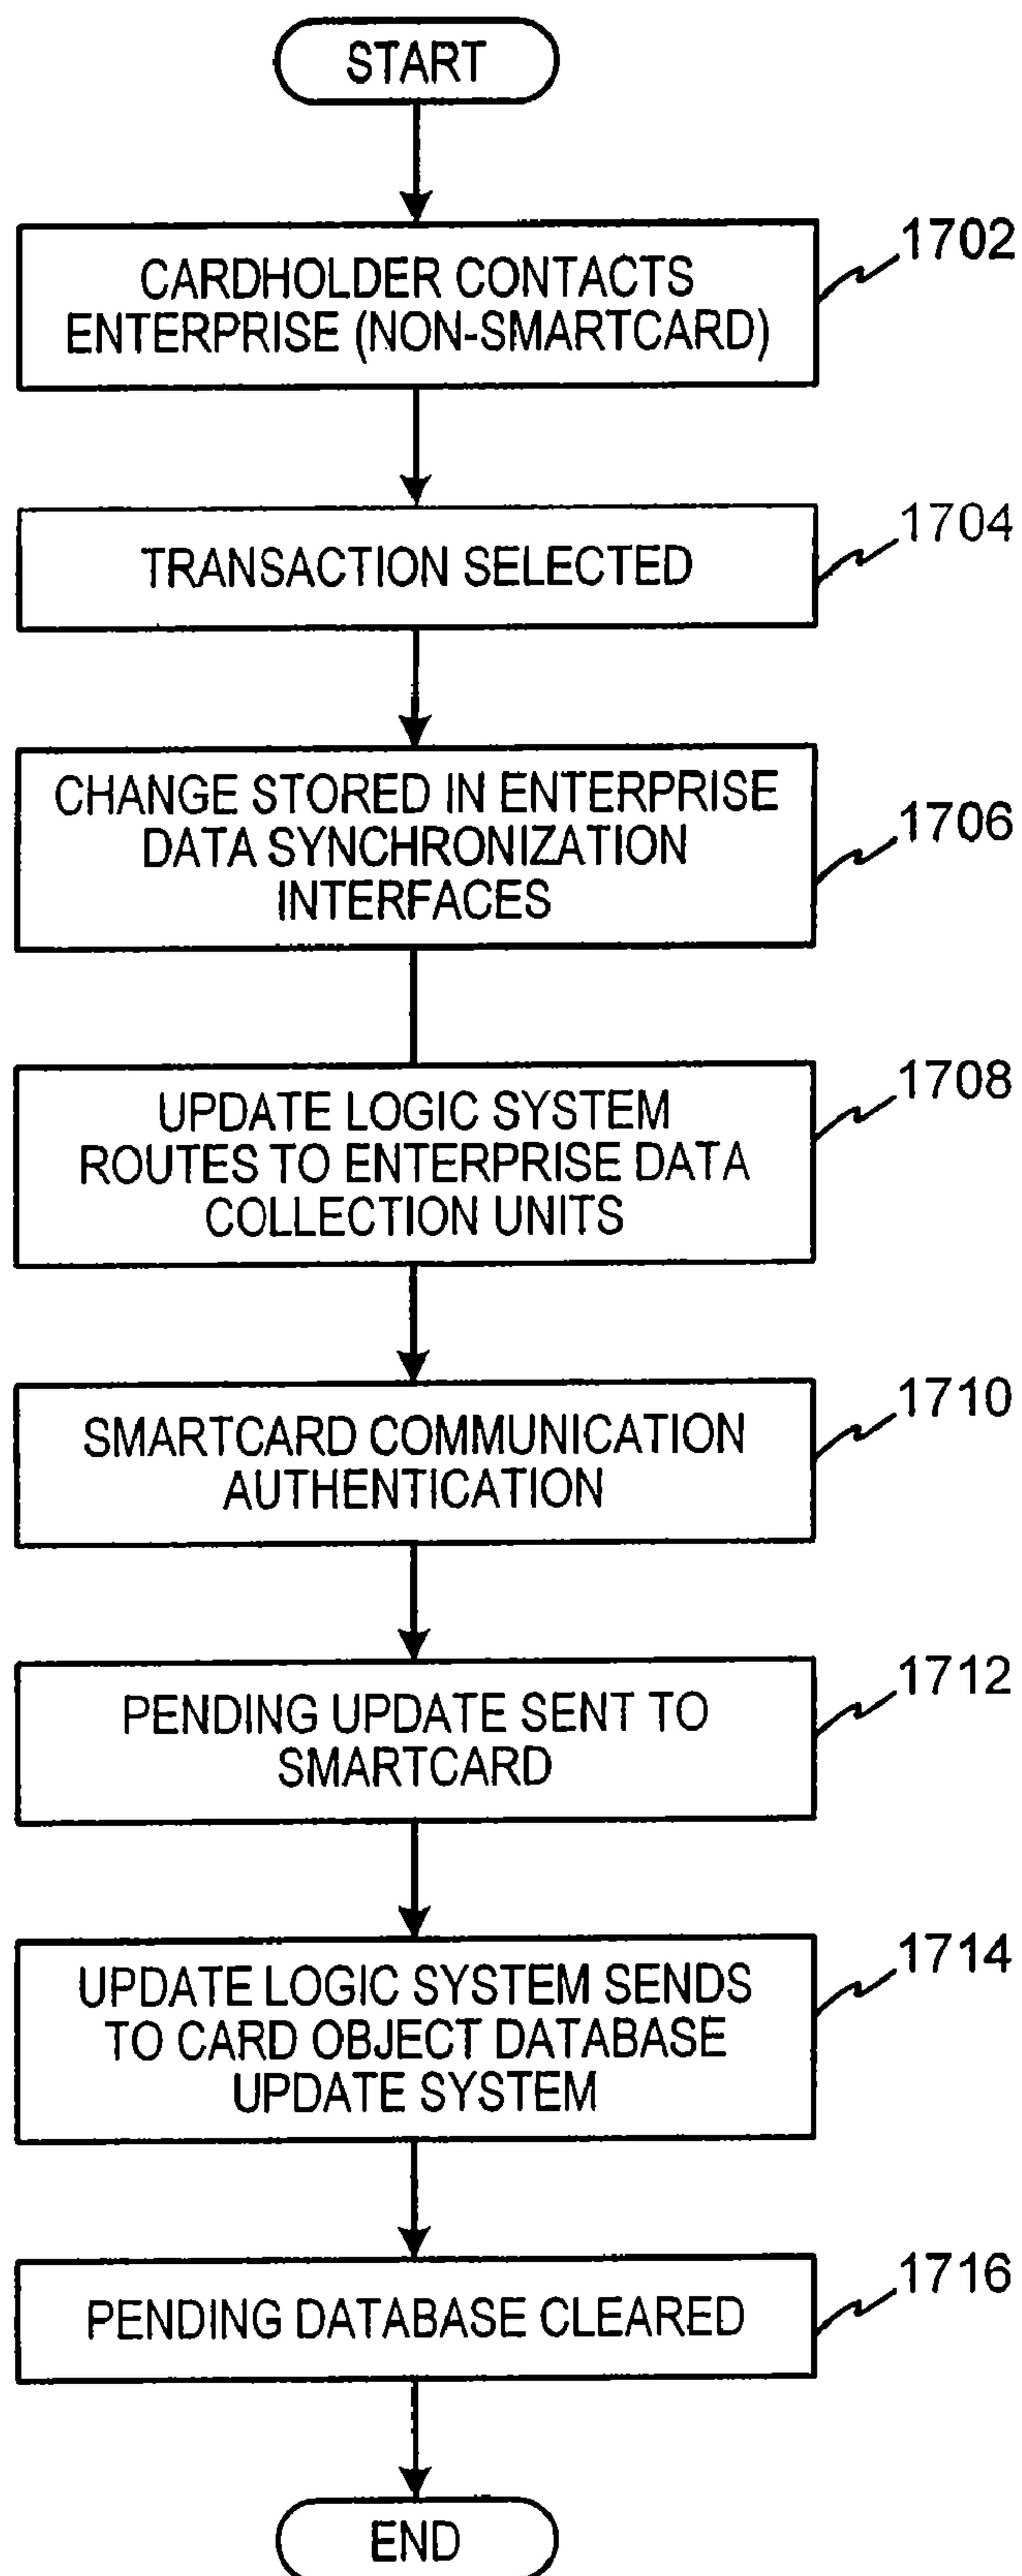 START
CARDHOLDER CONTACTS
ENTERPRISE (NON-SMARTCARD)
1702
TRANSACTION SELECTED
1704
CHANGE STORED IN ENTERPRISE
DATA SYNCHRONIZATION
INTERFACES
1706
UPDATE LOGIC SYSTEM
ROUTES TO ENTERPRISE DATA
COLLECTION UNITS
1708
SMARTCARD COMMUNICATION
AUTHENTICATION
1710
PENDING UPDATE SENT TO
SMARTCARD
1712
UPDATE LOGIC SYSTEM SENDS
TO CARD OBJECT DATABASE
UPDATE SYSTEM
1714
PENDING DATABASE CLEARED
1716
END